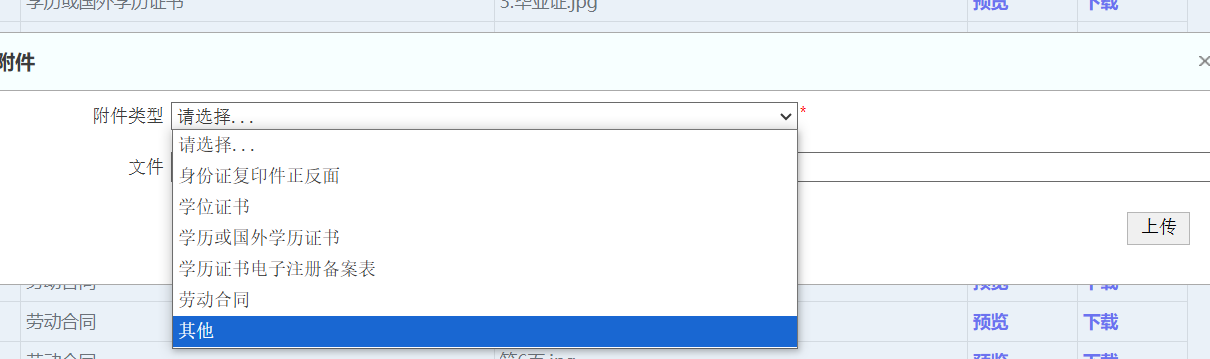 学历或国外学历证书 3.毕业证.jpg 预览 下载
附件 ×
附件类型 请选择... *
请选择...
身份证复印件正反面
文件
学位证书
学历或国外学历证书
上传
学历证书电子注册备案表
劳动合同 预览 下载
劳动合同
其他
劳动合同 预览 下载
劳动合同 第6页.jpg 预览 下载